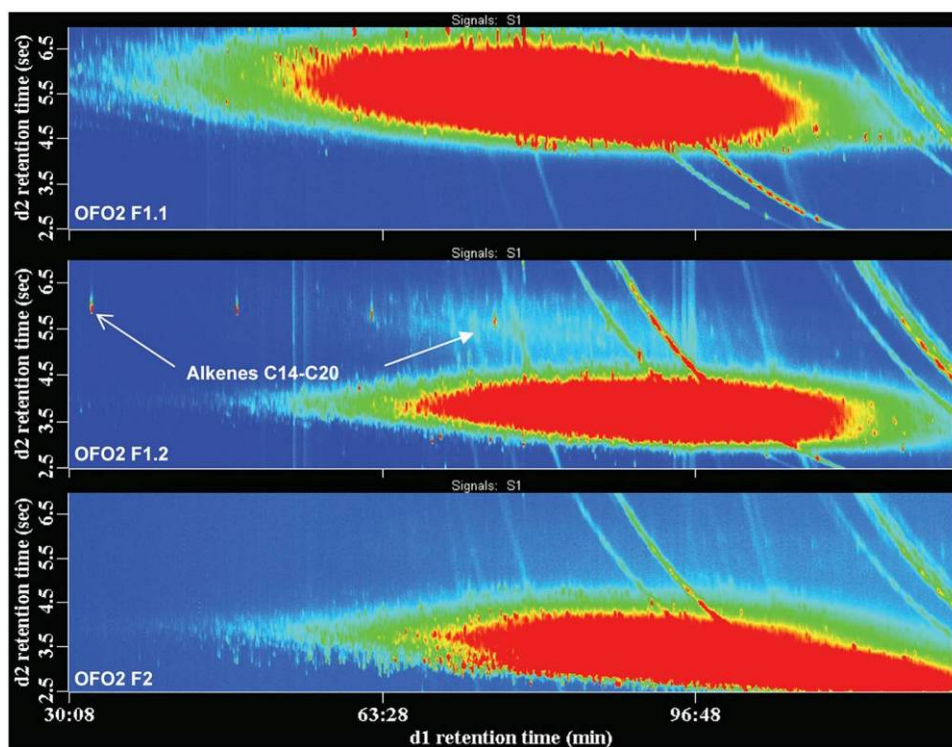 Signals: S1
d2 retention time (sec)
6.5
5.5
4.5
3.5
2.5
OFO2 F1.1
Signals: S1
d2 retention time (sec)
6.5
5.5
4.5
3.5
2.5
Alkenes C14-C20
OFO2 F1.2
Signals: S1
d2 retention time (sec)
6.5
5.5
4.5
3.5
2.5
OFO2 F2
30:08 63:28 96:48
d1 retention time (min)